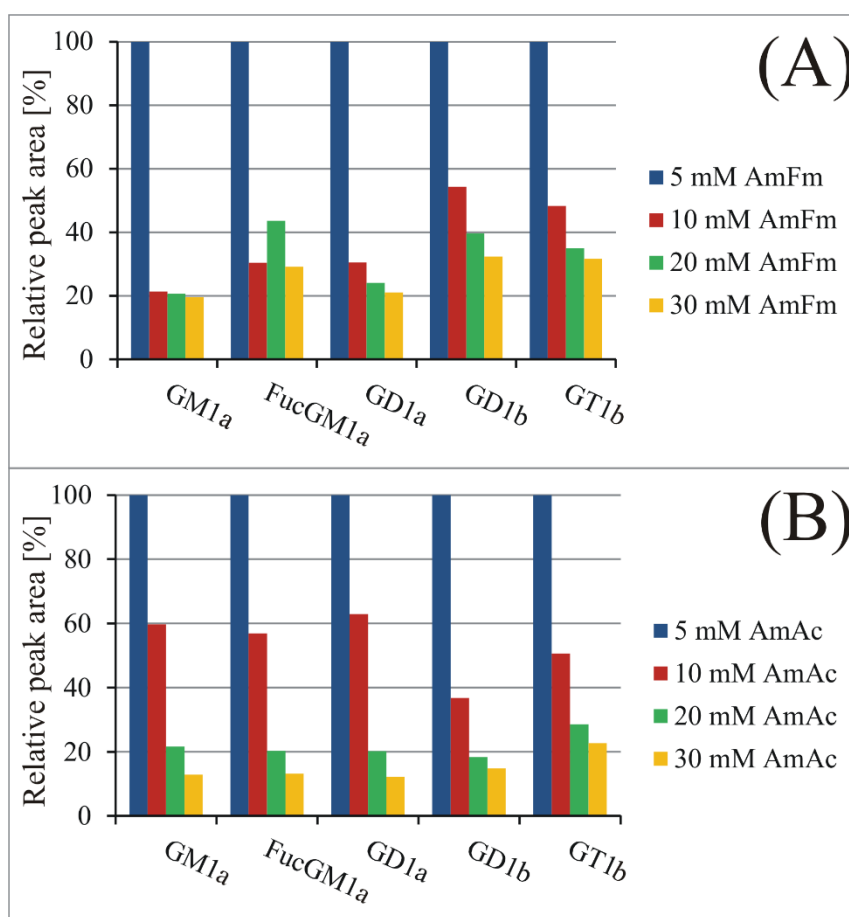 (A)
Relative peak area [%]
100
80
60
40
20
0
GM1a
FucGM1a
GD1a
GD1b
GT1b
5 mM AmFm
10 mM AmFm
20 mM AmFm
30 mM AmFm
(B)
Relative peak area [%]
100
80
60
40
20
0
GM1a
FucGM1a
GD1a
GD1b
GT1b
5 mM AmAc
10 mM AmAc
20 mM AmAc
30 mM AmAc